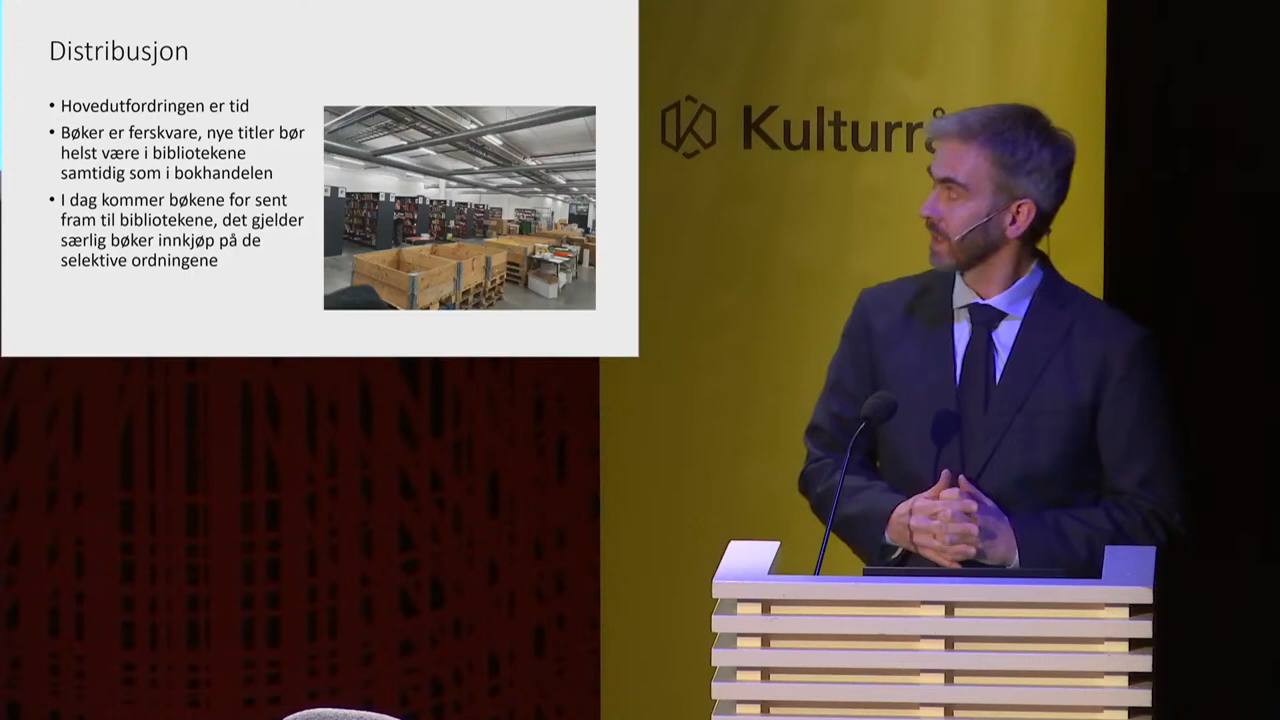 Distribusjon
• Hovedutfordringen er tid
• Bøker er ferskvare, nye titler bør
helst være i bibliotekene
samtidig som i bokhandelen
• I dag kommer bøkene for sent
fram til bibliotekene, det gjelder
særlig bøker innkjøp på de
selektive ordningene
Kulturrå